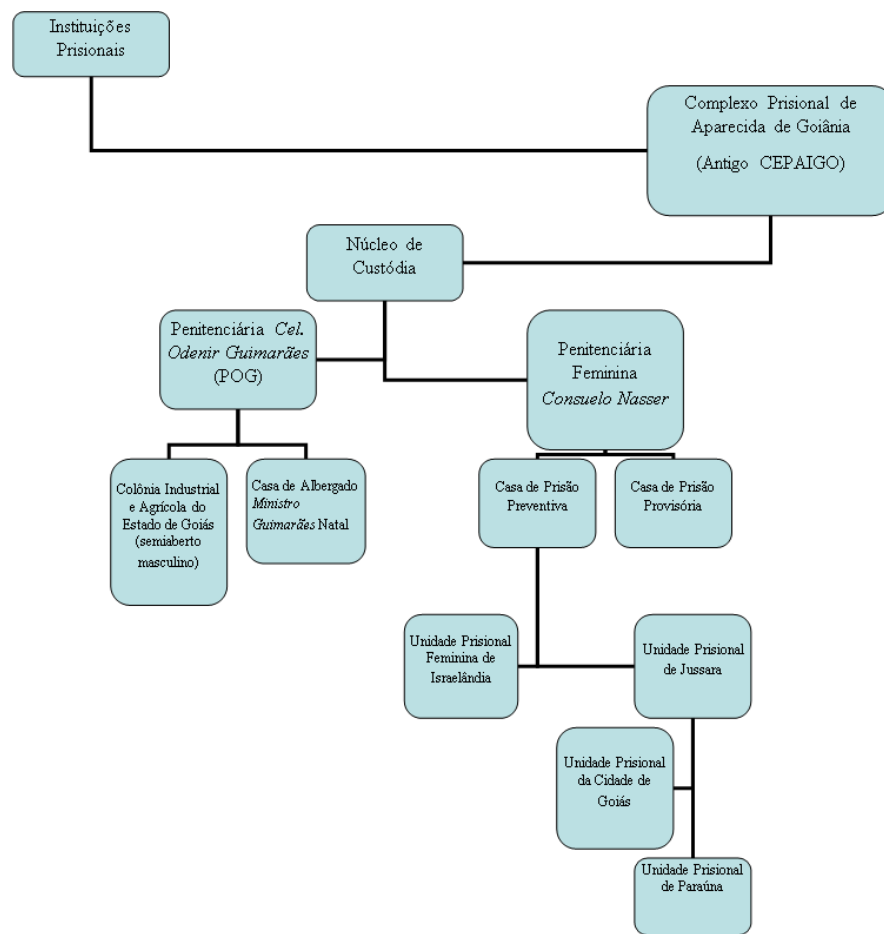 Instituições
Prisionais
Complexo Prisional de
Aparecida de Goiânia
(Antigo CEPAIGO)
Núcleo de
Custódia
Penitenciária Cel.
Odenir Guimarães
(POG)
Penitenciária
Feminina
Consuelo Nasser
Colônia Industrial
e Agrícola do
Estado de Goiás
(semiaberto
masculino)
Casa de Albergado
Ministro
Guimarães Natal
Casa de Prisão
Preventiva
Casa de Prisão
Provisória
Unidade Prisional
Feminina de
Israelândia
Unidade Prisional
de Jussara
Unidade Prisional
da Cidade de
Goiás
Unidade Prisional
de Paraúna